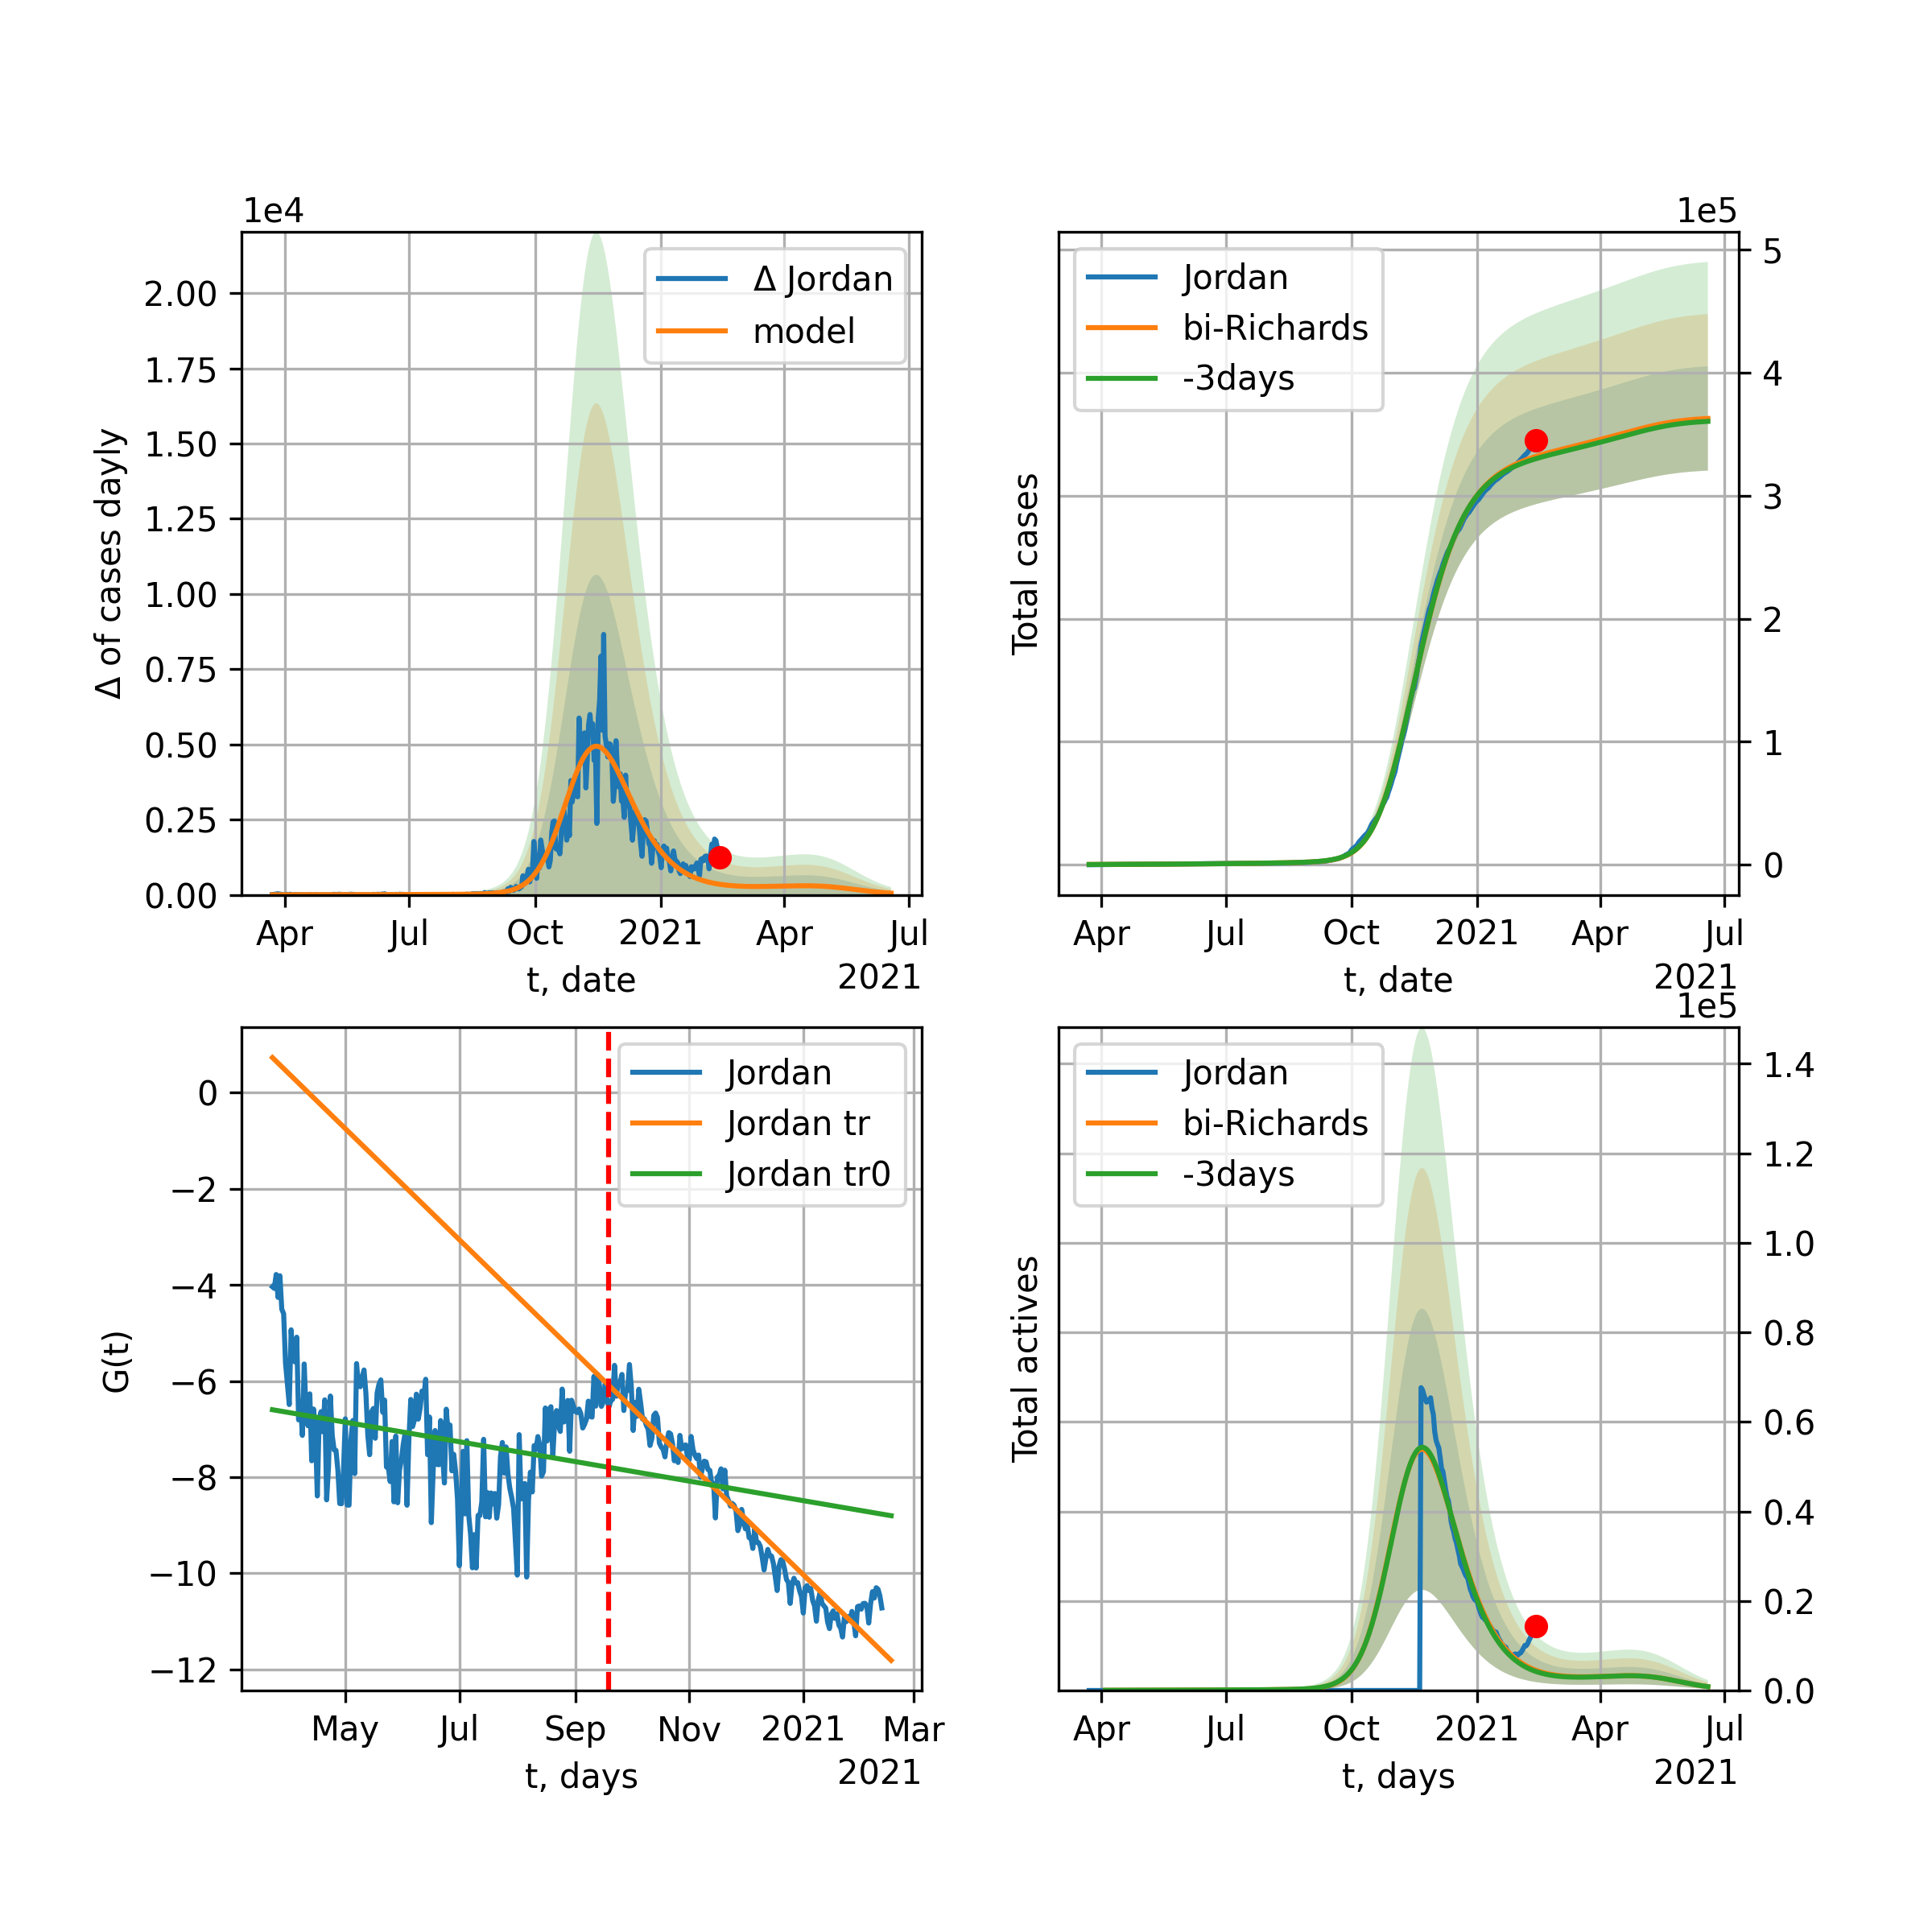 1e4
2.00
1.75
1.50
1.25
1.00
0.75
0.50
0.25
0.00
Δ of cases dayly
Δ Jordan
model
Apr Jul Oct 2021 Apr Jul
t, date
2021
1e5
5
4
3
2
1
0
Total cases
Jordan
bi-Richards
-3days
Apr Jul Oct 2021 Apr Jul
t, date
2021
0
−2
−4
−6
−8
−10
−12
G(t)
Jordan
Jordan tr
Jordan tr0
May Jul Sep Nov 2021 Mar
t, days
2021
1e5
1.4
1.2
1.0
0.8
0.6
0.4
0.2
0.0
Total actives
Jordan
bi-Richards
-3days
Apr Jul Oct 2021 Apr Jul
t, days
2021